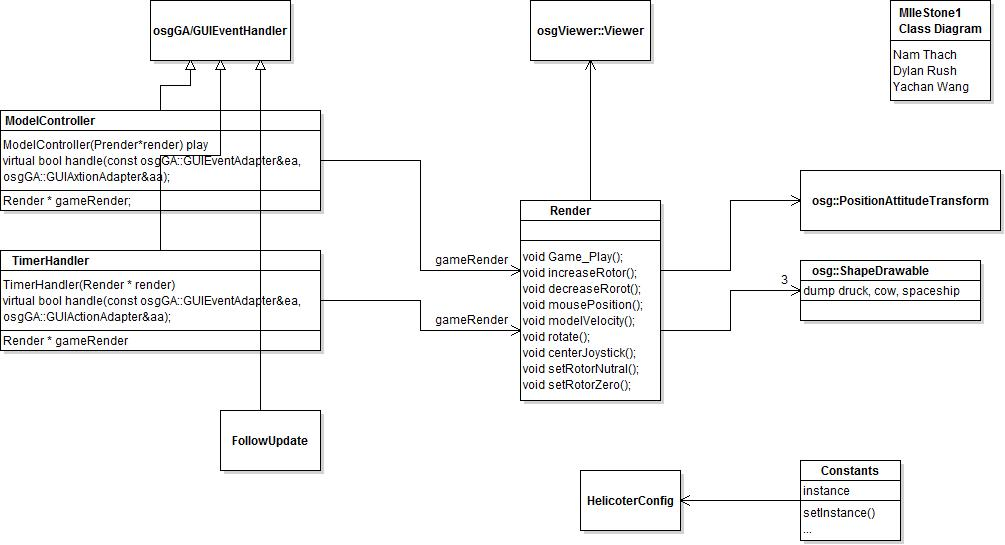 osgGA/GUIEventHandler
osgViewer::Viewer
MIleStone1
Class Diagram
Nam Thach
Dylan Rush
Yachan Wang
ModelController
ModelController(Prender*render) play
virtual bool handle(const osgGA::GUIEventAdapter&ea,
osgGA::GUIAxtionAdapter&aa);
Render * gameRender;
TimerHandler
TimerHandler(Render * render)
virtual bool handle(const osgGA::GUIEventAdapter&ea,
osgGA::GUIActionAdapter&aa);
Render * gameRender
FollowUpdate
gameRender
gameRender
Render
void Game_Play();
void increaseRotor();
void decreaseRorot();
void mousePosition();
void modelVelocity();
void rotate();
void centerJoystick();
void setRotorNutral();
void setRotorZero();
osg::PositionAttitudeTransform
3
osg::ShapeDrawable
dump druck, cow, spaceship
HelicoterConfig
Constants
instance
setInstance()
...